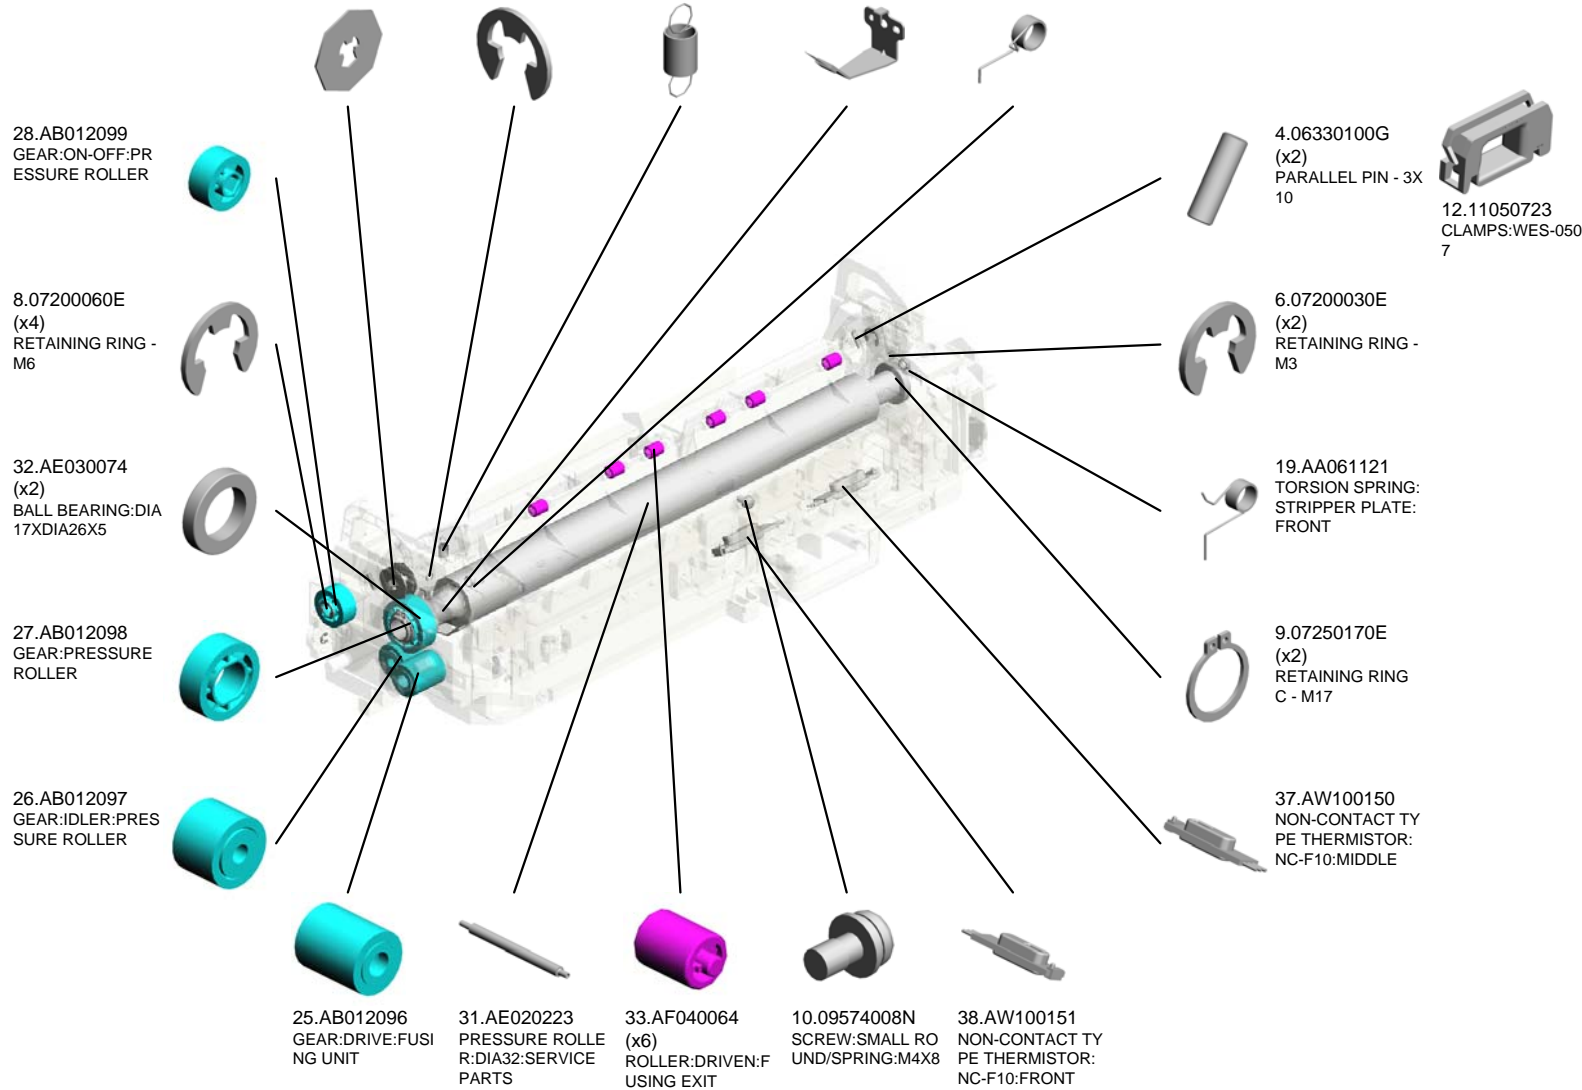 28.AB012099
GEAR:ON-OFF:PR
ESSURE ROLLER
4.06330100G
(x2)
PARALLEL PIN - 3X
10
12.11050723
CLAMPS:WES-050
7
8.07200060E
(x4)
RETAINING RING -
M6
6.07200030E
(x2)
RETAINING RING -
M3
32.AE030074
(x2)
BALL BEARING:DIA
17XDIA26X5
19.AA061121
TORSION SPRING:
STRIPPER PLATE:
FRONT
27.AB012098
GEAR:PRESSURE
ROLLER
9.07250170E
(x2)
RETAINING RING
C - M17
26.AB012097
GEAR:IDLER:PRES
SURE ROLLER
37.AW100150
NON-CONTACT TY
PE THERMISTOR:
NC-F10:MIDDLE
25.AB012096
GEAR:DRIVE:FUSI
NG UNIT
31.AE020223
PRESSURE ROLLE
R:DIA32:SERVICE
PARTS
33.AF040064
(x6)
ROLLER:DRIVEN:F
USING EXIT
10.09574008N
SCREW:SMALL RO
UND/SPRING:M4X8
38.AW100151
NON-CONTACT TY
PE THERMISTOR:
NC-F10:FRONT